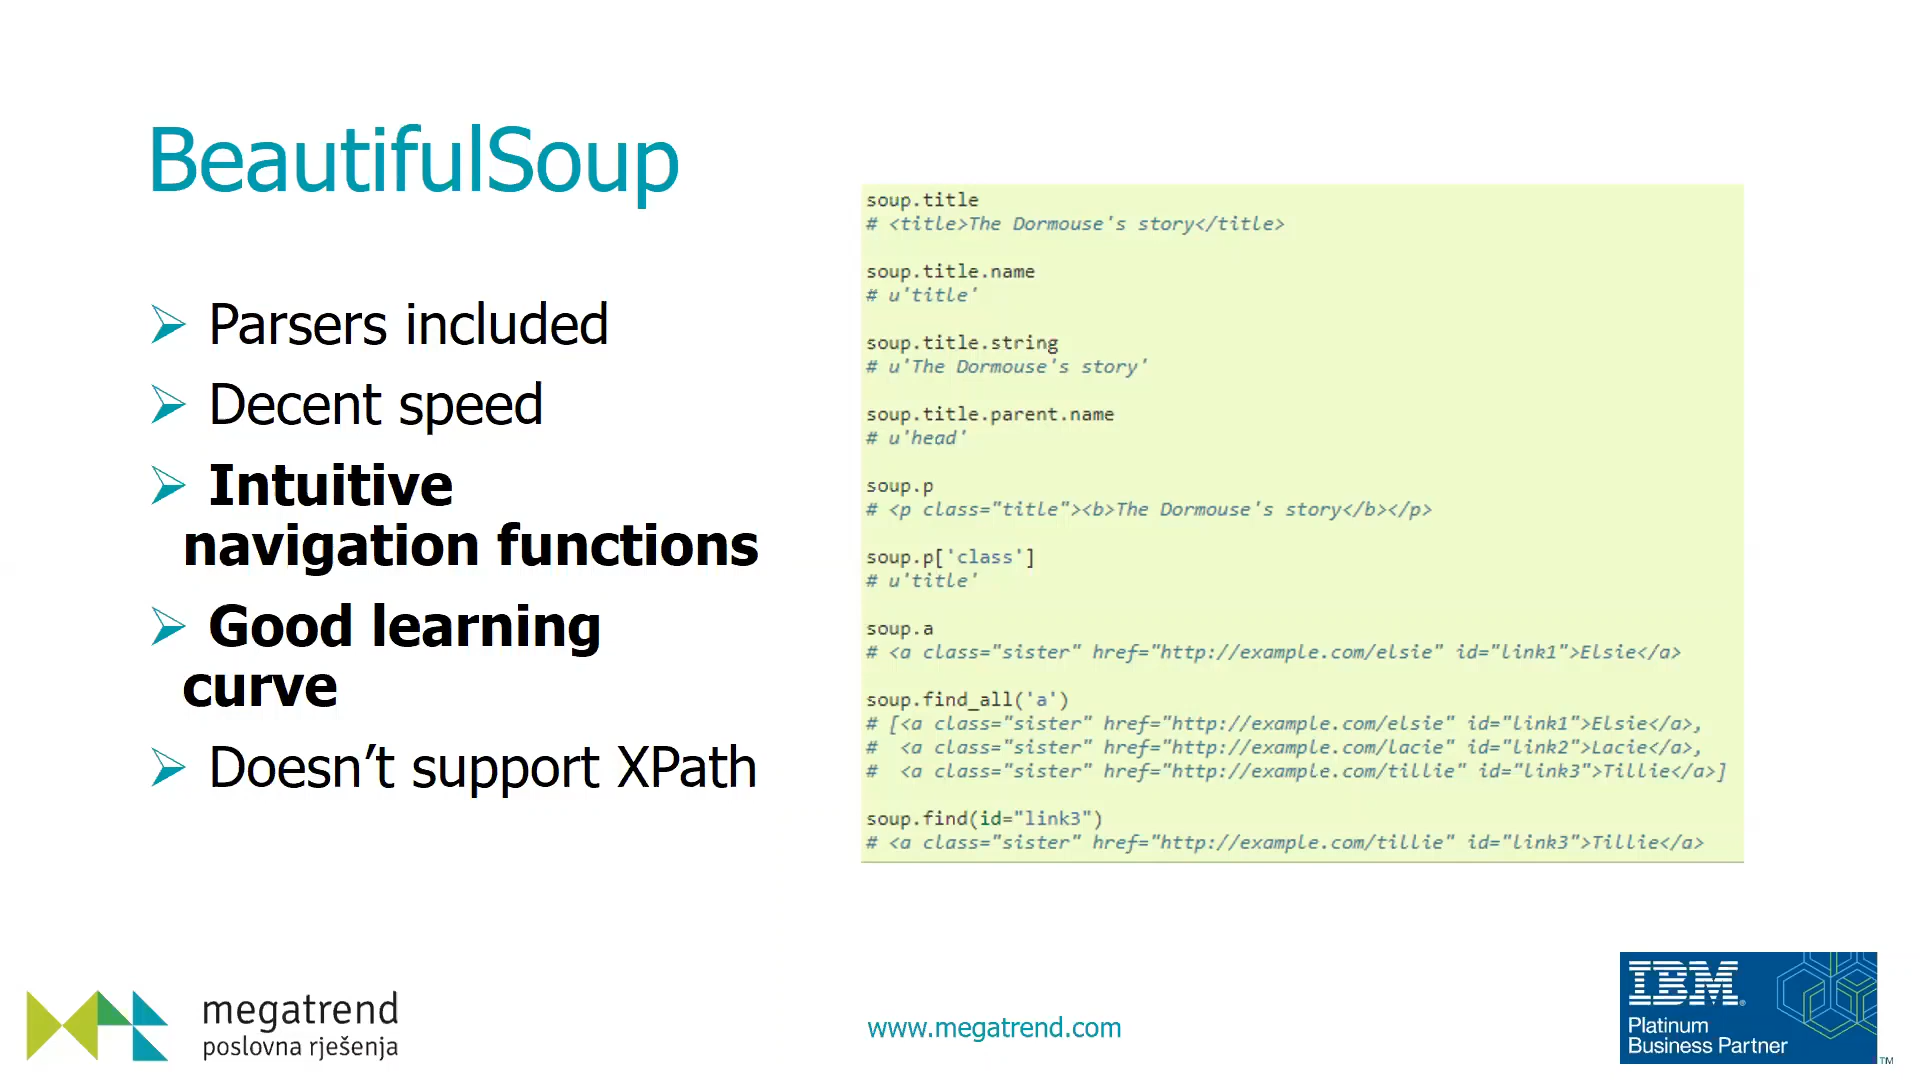 BeautifulSoup
Parsers included
Decent speed
Intuitive
navigation functions
Good learning
curve
Doesn’t support XPath
soup.title
# <title>The Dormouse's story</title>
soup.title.name
# u'title'
soup.title.string
# u'The Dormouse's story'
soup.title.parent.name
# u'head'
soup.p
# <p class="title"><b>The Dormouse's story</b></p>
soup.p['class']
# u'title'
soup.a
# <a class="sister" href="http://example.com/elsie" id="link1">Elsie</a>
soup.find_all('a')
# [<a class="sister" href="http://example.com/elsie" id="link1">Elsie</a>,
#  <a class="sister" href="http://example.com/lacie" id="link2">Lacie</a>,
#  <a class="sister" href="http://example.com/tillie" id="link3">Tillie</a>]
soup.find(id="link3")
# <a class="sister" href="http://example.com/tillie" id="link3">Tillie</a>
megatrend
poslovna rješenja
www.megatrend.com
IBM®
Platinum
Business Partner
™